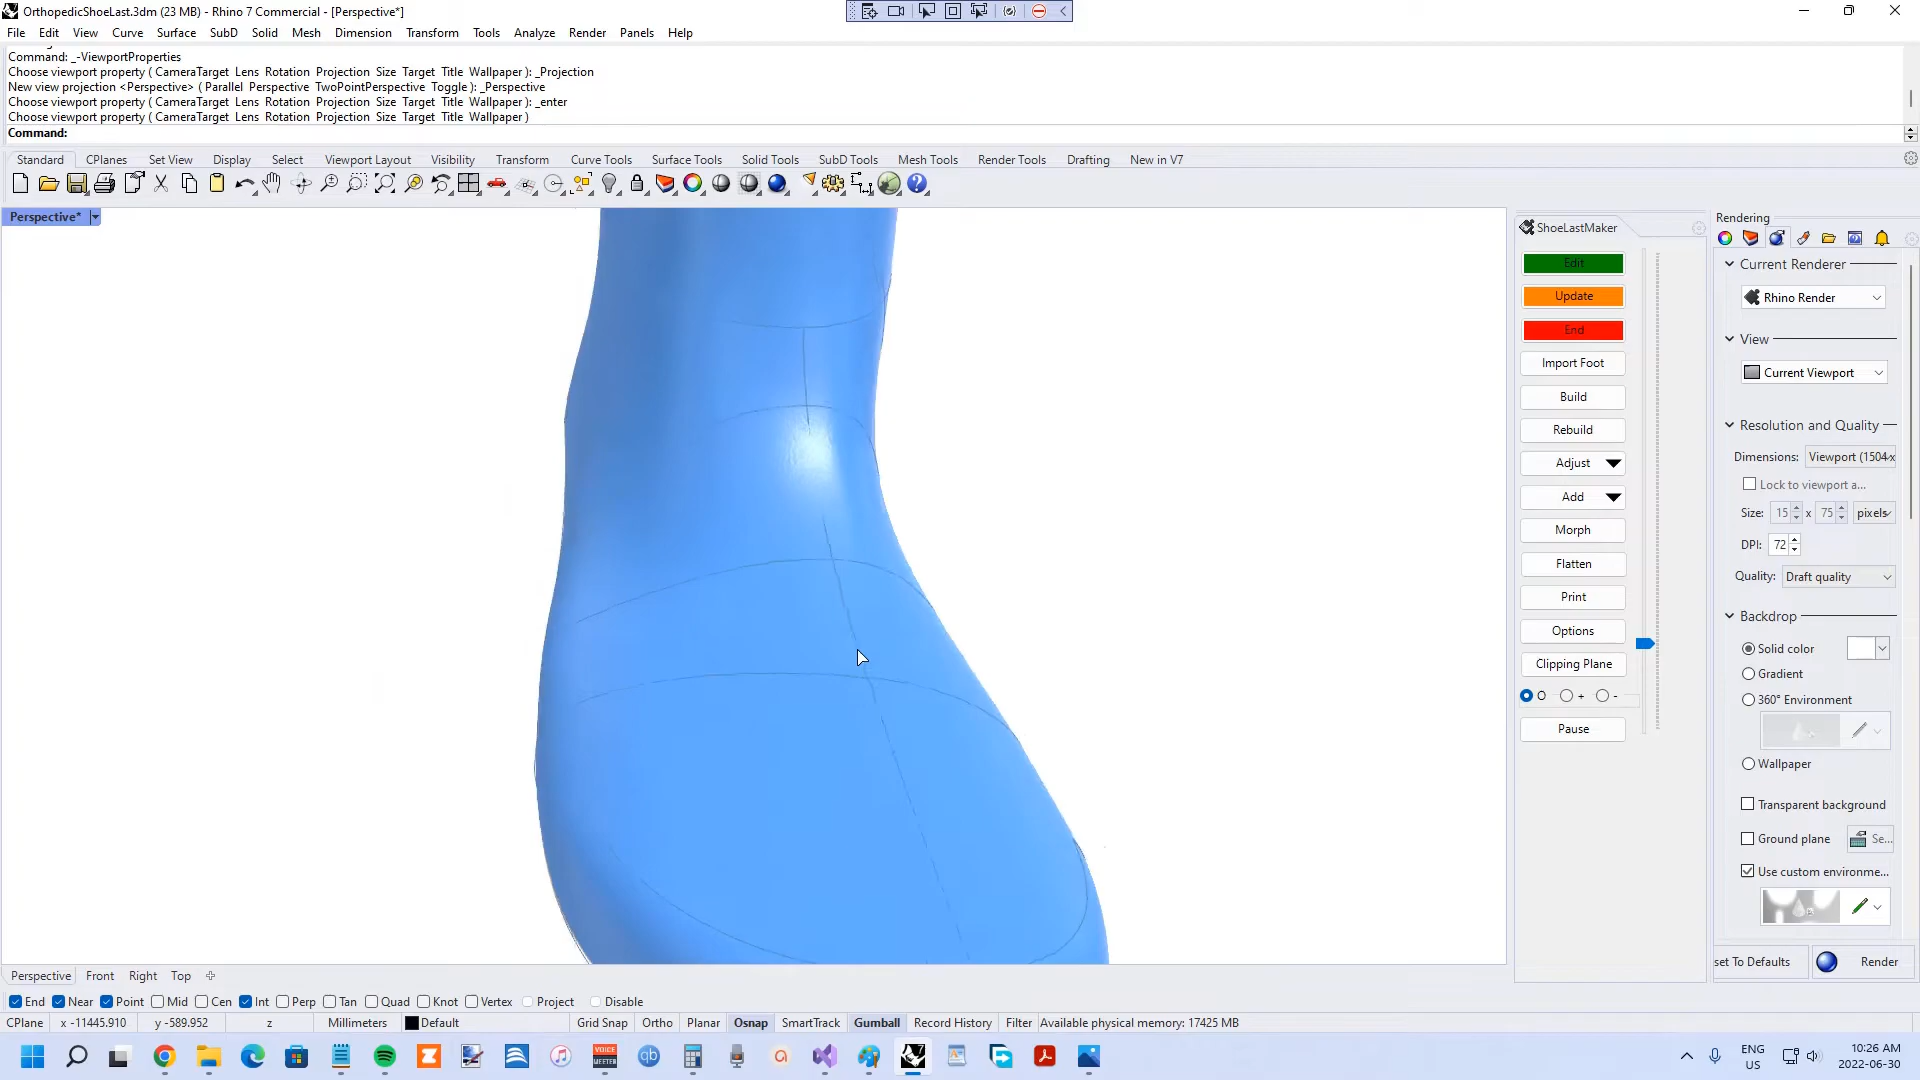 OrthopedicShoeLast.3dm (23 MB) - Rhino 7 Commercial - [Perspective*]
File Edit View Curve Surface SubD Solid Mesh Dimension Transform Tools Analyze Render Panels Help
Command: _-ViewportProperties
Choose viewport property ( CameraTarget Lens Rotation Projection Size Target Title Wallpaper ): _Projection
New view projection <Perspective> ( Parallel Perspective TwoPointPerspective Toggle ): _Perspective
Choose viewport property ( CameraTarget Lens Rotation Projection Size Target Title Wallpaper ): _enter
Choose viewport property ( CameraTarget Lens Rotation Projection Size Target Title Wallpaper )
Command:
Standard CPlanes Set View Display Select Viewport Layout Visibility Transform Curve Tools Surface Tools Solid Tools SubD Tools Mesh Tools Render Tools Drafting New in V7
Perspective*
ShoeLastMaker
Edit
Update
End
Import Foot
Build
Rebuild
Adjust
Add
Morph
Flatten
Print
Options
Clipping Plane
O + -
Pause
Rendering
Current Renderer
Rhino Render
View
Current Viewport
Resolution and Quality
Dimensions: Viewport (1504 x
Lock to viewport a...
Size: 15 x 75 pixels
DPI: 72
Quality: Draft quality
Backdrop
Solid color
Gradient
360° Environment
Wallpaper
Transparent background
Ground plane Se...
Use custom environme...
set To Defaults Render
Perspective Front Right Top
End Near Point Mid Cen Int Perp Tan Quad Knot Vertex Project Disable
CPlane x -11445.910 y -589.952 z Millimeters Default Grid Snap Ortho Planar Osnap SmartTrack Gumball Record History Filter Available physical memory: 17425 MB
VOICE
MEETER
qb
ENG
US
10:26 AM
2022-06-30